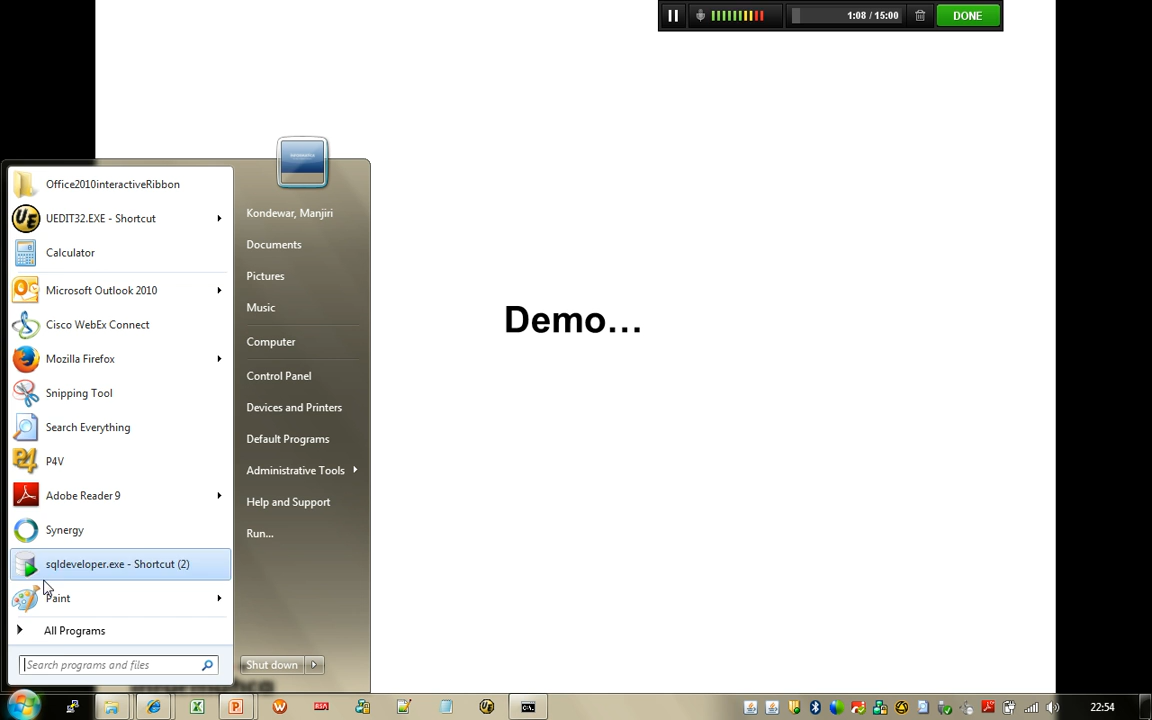 1:08 / 15:00
DONE
Office2010interactiveRibbon
UEDIT32.EXE - Shortcut
Calculator
Microsoft Outlook 2010
Cisco WebEx Connect
Mozilla Firefox
Snipping Tool
Search Everything
P4V
Adobe Reader 9
Synergy
sqldeveloper.exe - Shortcut (2)
Paint
All Programs
Search programs and files
Kondewar, Manjiri
Documents
Pictures
Music
Computer
Control Panel
Devices and Printers
Default Programs
Administrative Tools
Help and Support
Run...
Shut down
Demo...
RSA
22:54